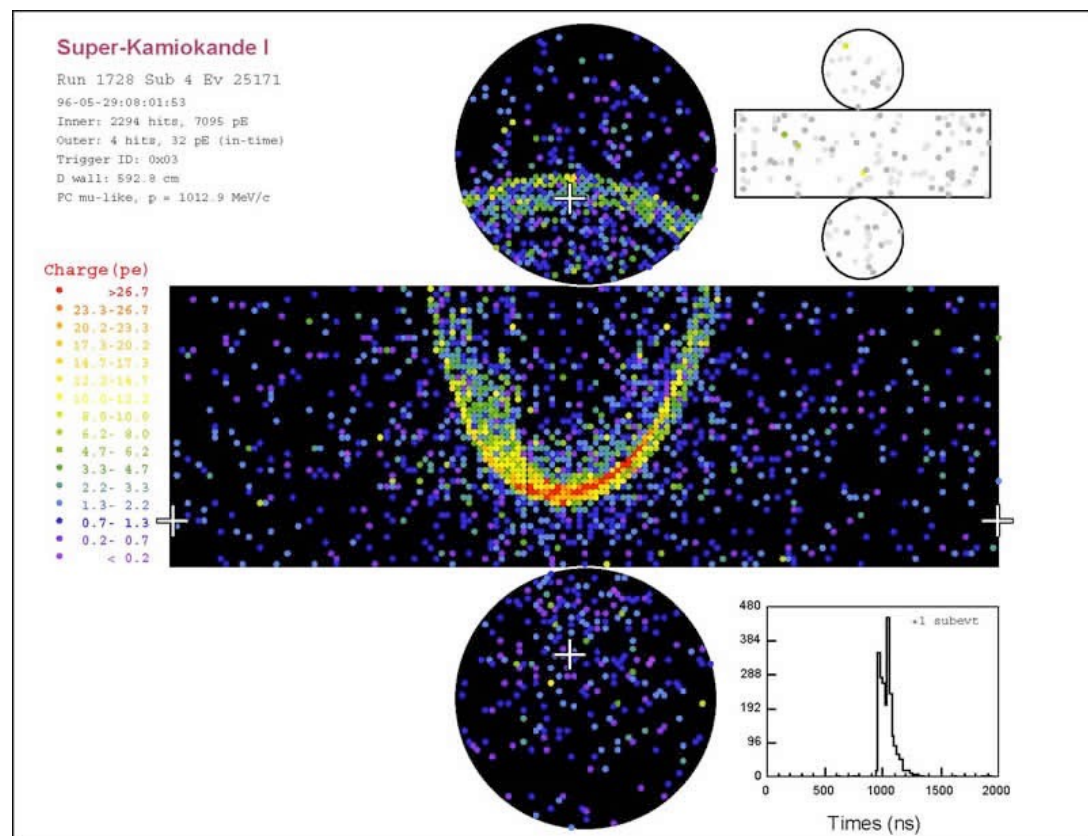 Super-Kamiokande I
Run 1728 Sub 4 Ev 25171
96-05-29:08:01:53
Inner: 2294 hits, 7095 pE
Outer: 4 hits, 32 pE (in-time)
Trigger ID: 0x03
D wall: 592.8 cm
FC mu-like, p = 1012.9 MeV/c
Charge(pe)
>26.7
23.3-26.7
20.2-23.3
17.3-20.2
14.7-17.3
12.2-14.7
10.0-12.2
8.0-10.0
6.2- 8.0
4.7- 6.2
3.3- 4.7
2.2- 3.3
1.3- 2.2
0.7- 1.3
0.2- 0.7
< 0.2
+1 subevt
480
384
288
192
96
0
0 500 1000 1500 2000
Times (ns)